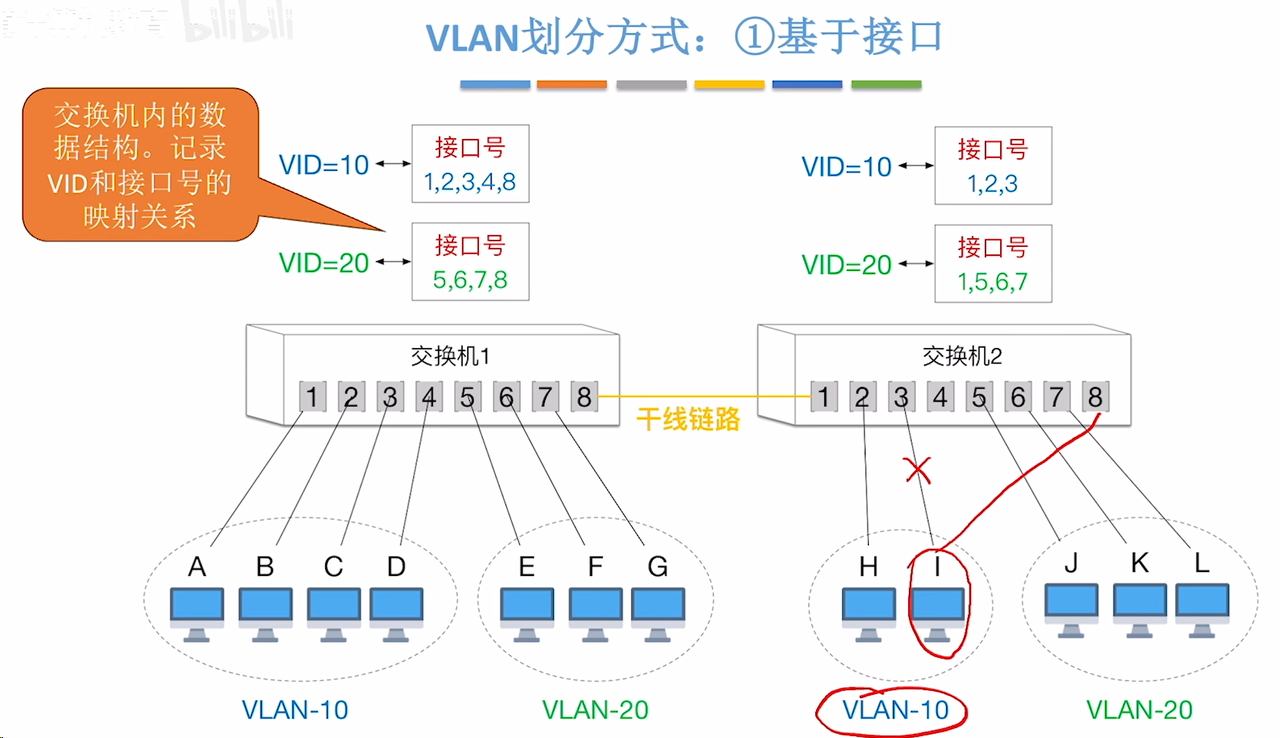 bilibili
VLAN划分方式：①基于接口
交换机内的数
据结构。记录
VID和接口号的
映射关系
VID=10
接口号
1,2,3,4,8
VID=20
接口号
5,6,7,8
VID=10
接口号
1,2,3
VID=20
接口号
1,5,6,7
交换机1
1 2 3 4 5 6 7 8
干线链路
交换机2
1 2 3 4 5 6 7 8
A B C D
E F G
H I
J K L
VLAN-10
VLAN-20
VLAN-10
VLAN-20